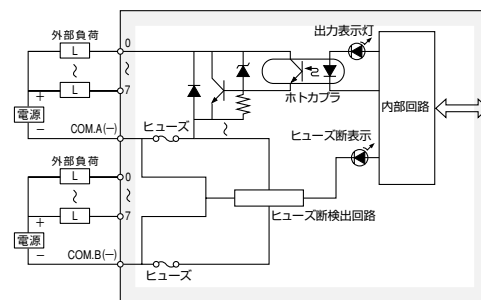 外部負荷
L
0
～
～
L
7
＋
電源
−
COM.A(−)
ヒューズ
出力表示灯
ホトカプラ
内部回路
ヒューズ断表示
外部負荷
L
0
～
～
L
7
＋
電源
−
COM.B(−)
ヒューズ
ヒューズ断検出回路